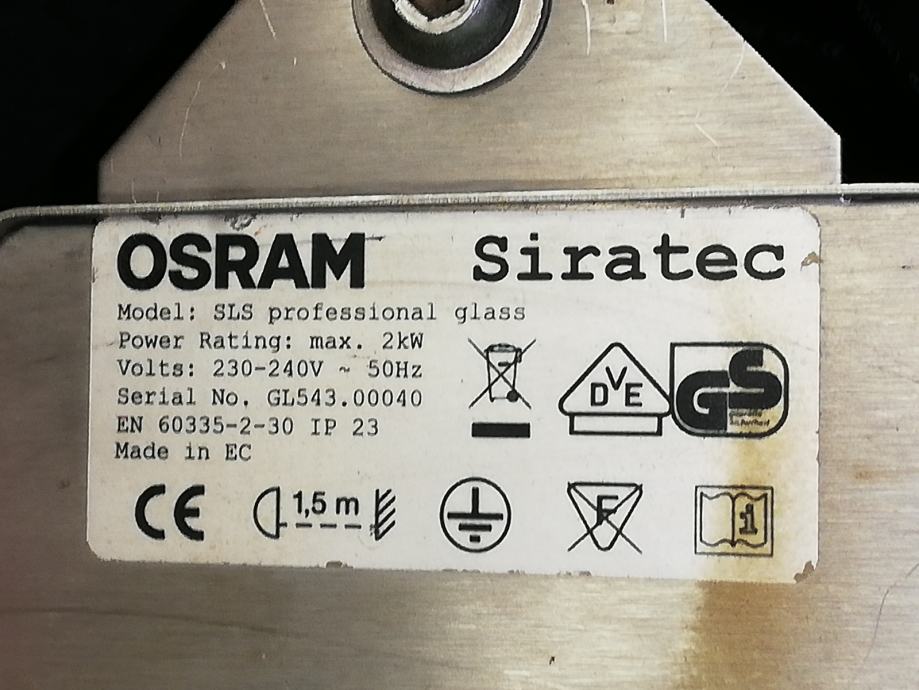 OSRAM Siratec
Model: SLS professional glass
Power Rating: max. 2kW
Volts: 230-240V ~ 50Hz
Serial No. GL543.00040
EN 60335-2-30 IP 23
Made in EC
DVE
GS
CE 1,5 m F i